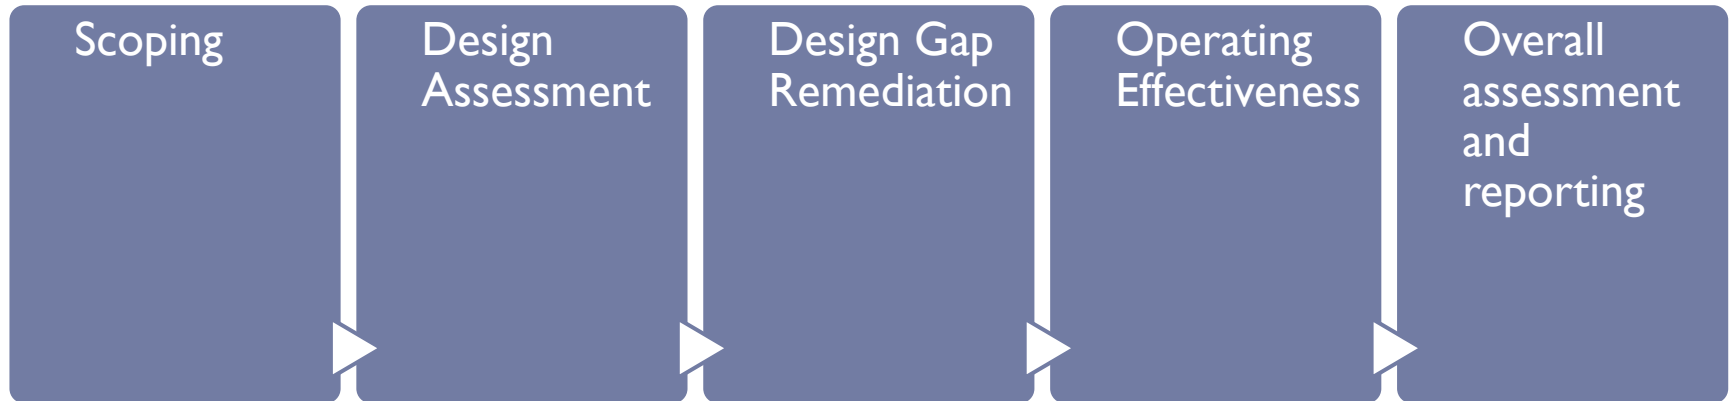 Scoping
Design
Assessment
Design Gap
Remediation
Operating
Effectiveness
Overall
assessment
and
reporting